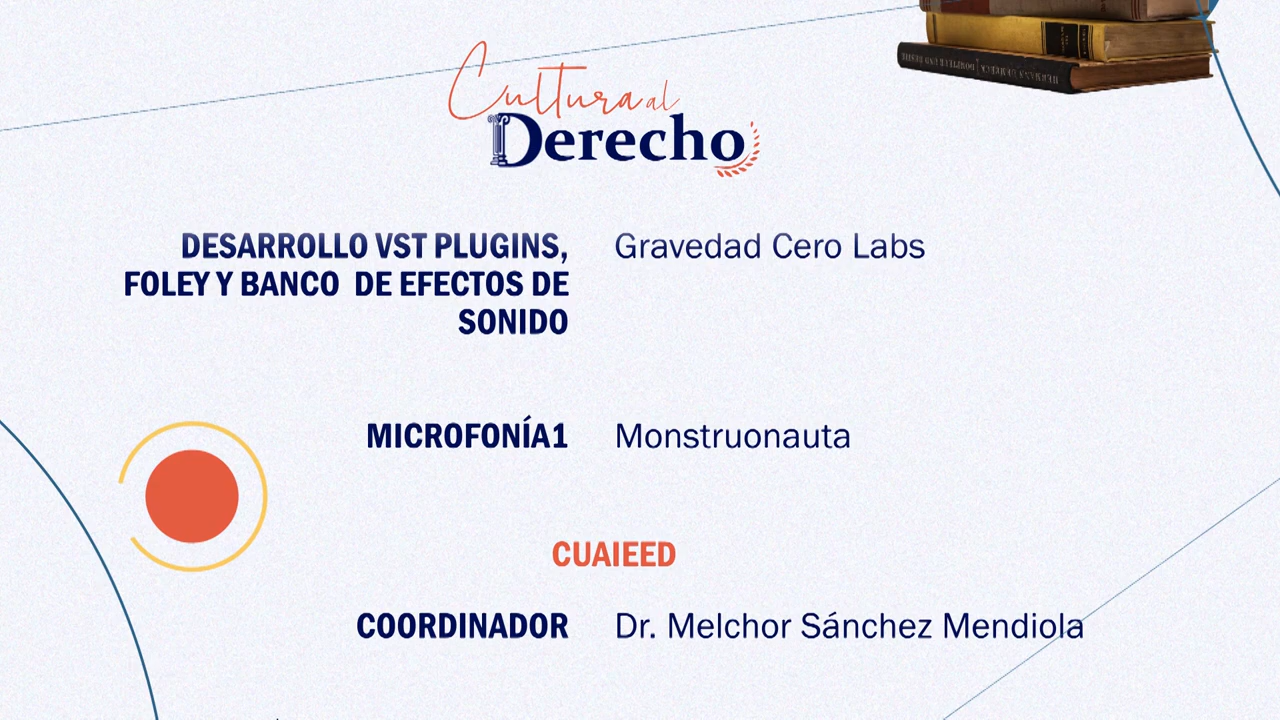 Cultura al
Derecho
DESARROLLO VST PLUGINS, Gravedad Cero Labs
FOLEY Y BANCO DE EFECTOS DE
SONIDO
MICROFONÍA1 Monstruonauta
CUAIEED
COORDINADOR Dr. Melchor Sánchez Mendiola